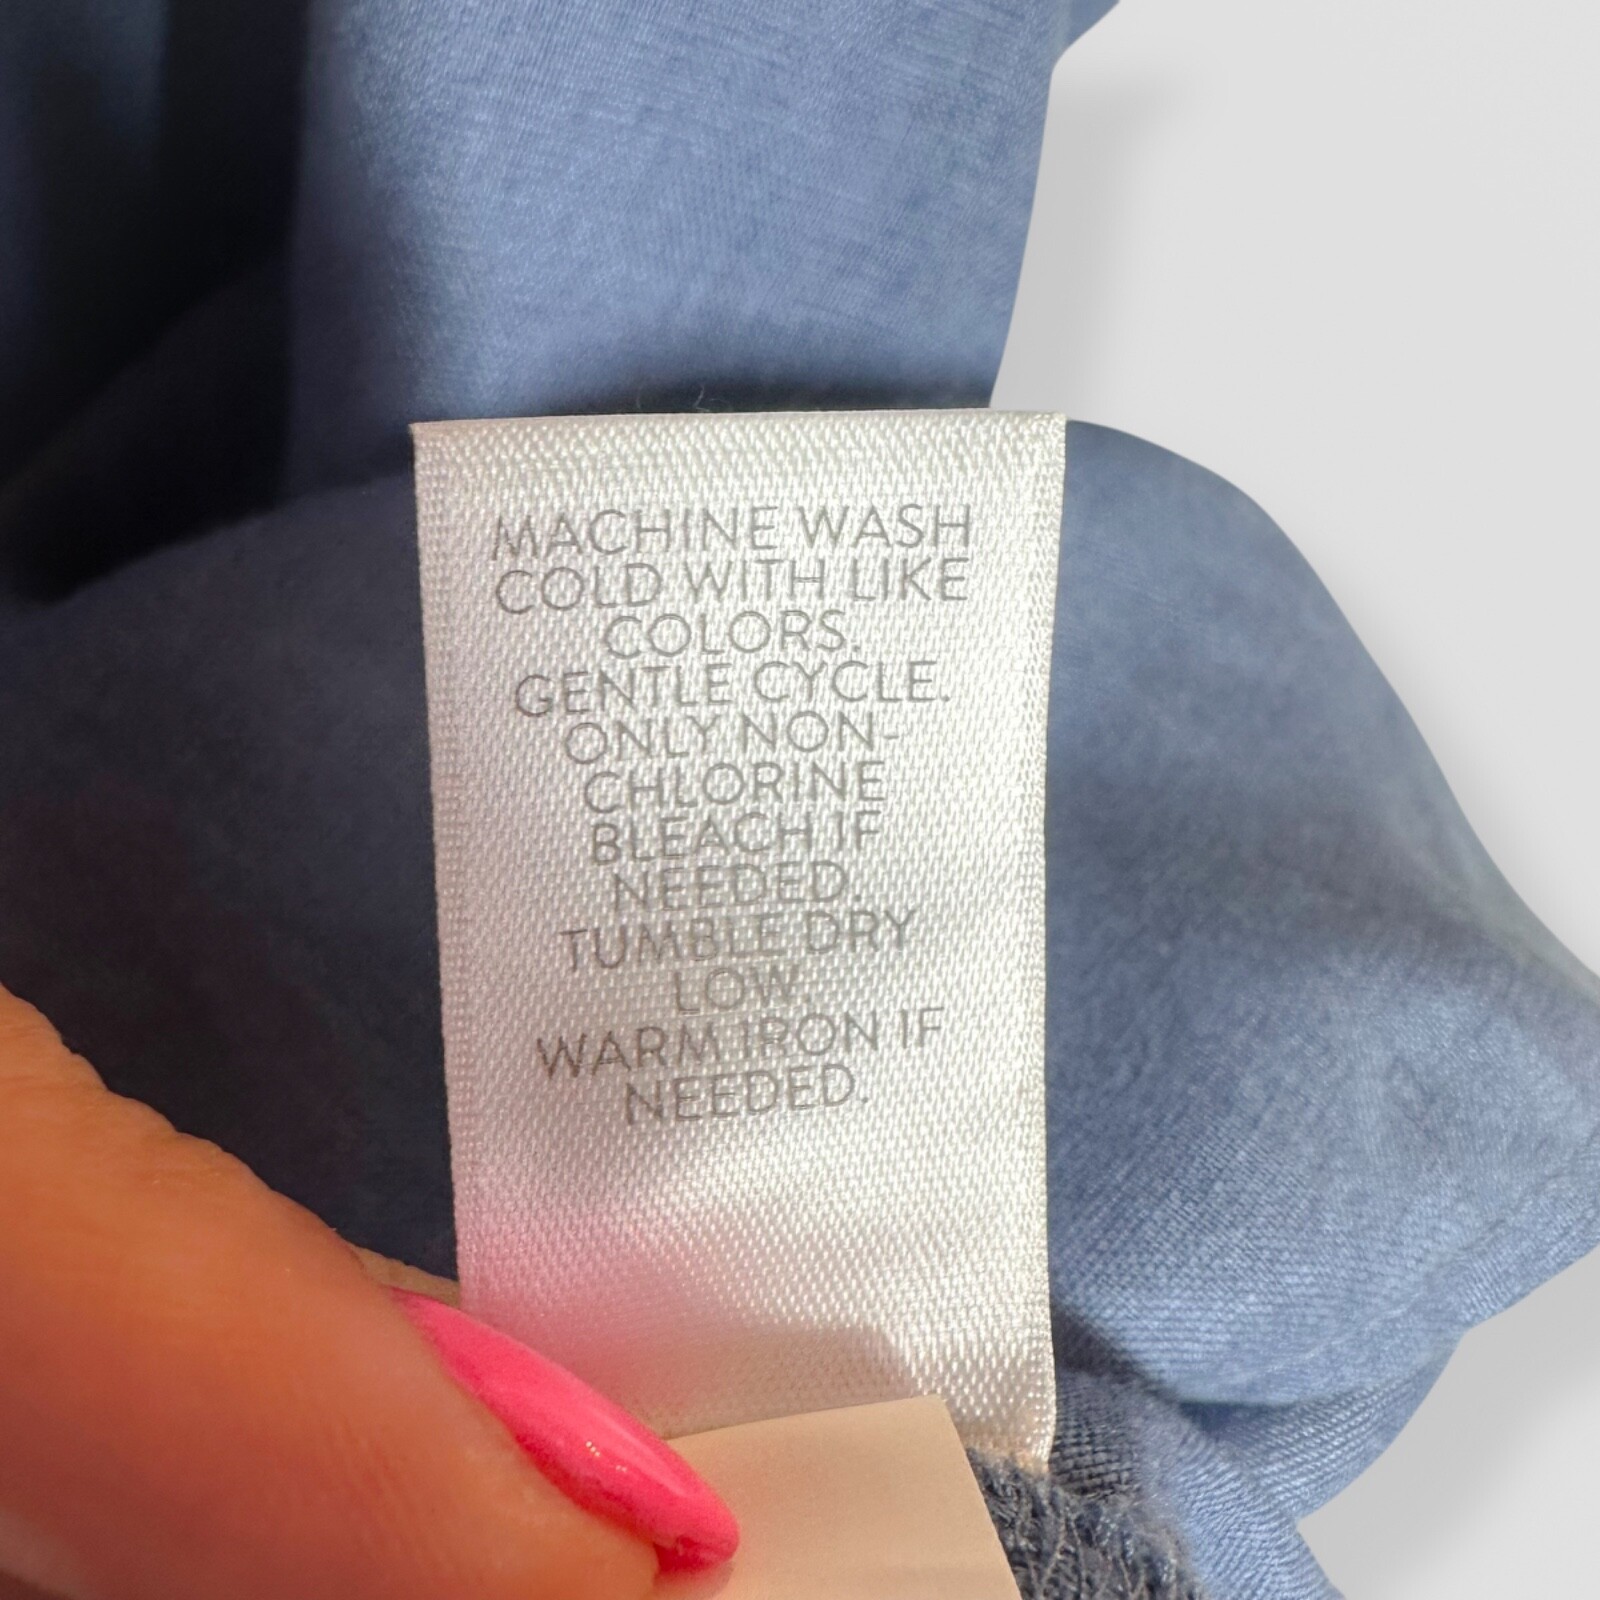 MACHINE WASH
COLD WITH LIKE
COLORS.
GENTLE CYCLE.
ONLY NON-
CHLORINE
BLEACH IF
NEEDED.
TUMBLE DRY
LOW.
WARM IRON IF
NEEDED.